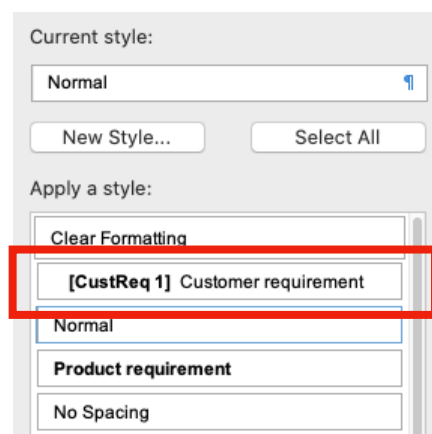 Current style:
Normal ¶
New Style... Select All
Apply a style:
Clear Formatting
[CustReq 1] Customer requirement
Normal
Product requirement
No Spacing